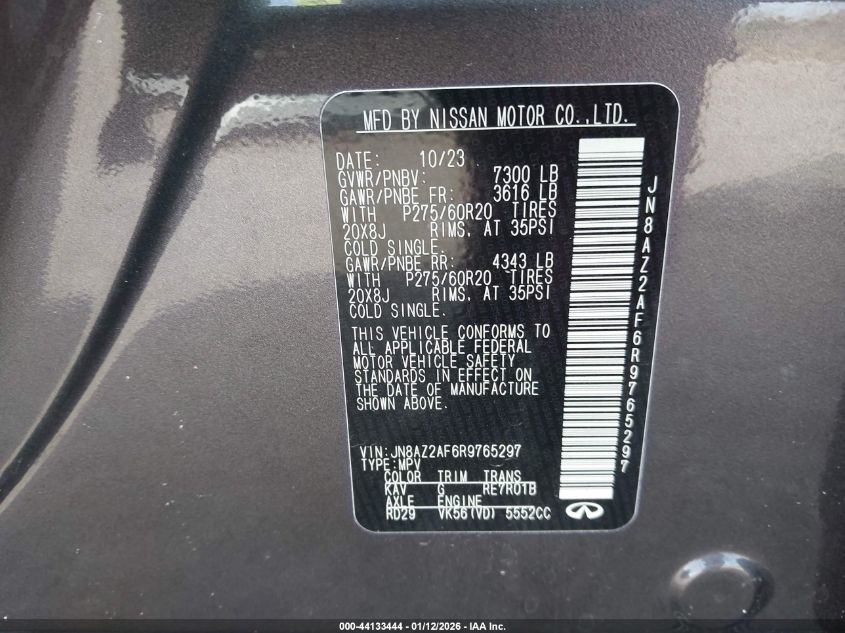 MFD BY NISSAN MOTOR CO.,LTD.
DATE: 10/23
GVWR/PNBV: 7300 LB
GAWR/PNBE FR: 3616 LB
WITH P275/60R20 TIRES
20X8J RIMS, AT 35PSI
COLD SINGLE.
GAWR/PNBE RR: 4343 LB
WITH P275/60R20 TIRES
20X8J RIMS, AT 35PSI
COLD SINGLE.
THIS VEHICLE CONFORMS TO
ALL APPLICABLE FEDERAL
MOTOR VEHICLE SAFETY
STANDARDS IN EFFECT ON
THE DATE OF MANUFACTURE
SHOWN ABOVE.
VIN:JN8AZ2AF6R9765297
TYPE:MPV
COLOR TRIM TRANS
KAV G RE7R01B
AXLE ENGINE
RD29 VK56(VD) 5552CC
JN8AZ2AF6R9765297
000-44133444 - 01/12/2026 - IAA Inc.